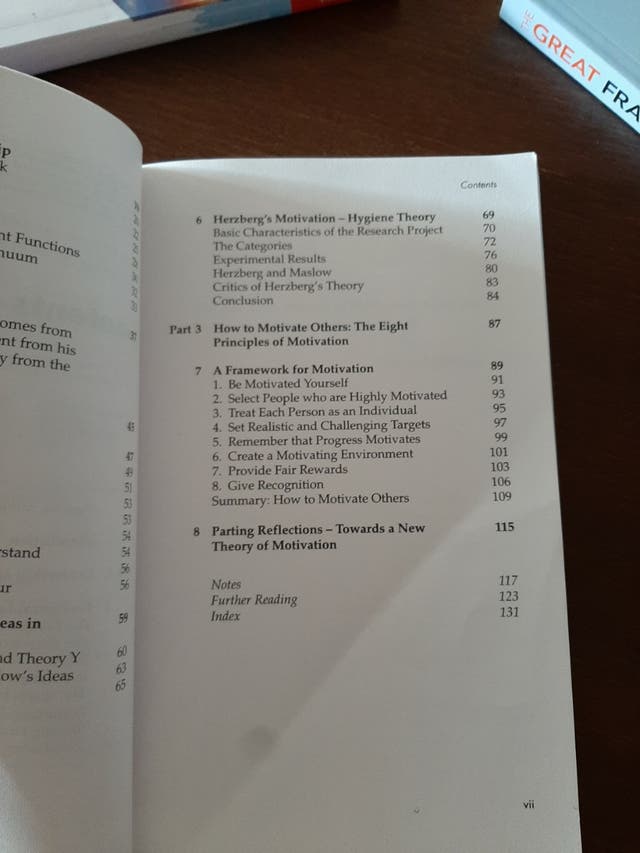 THE GREAT FRA
ip
k
nt Functions
nuum
omes from 37
ent from his
y from the
45
47
49
51
53
53
54
rstand 54
56
ur 56
eas in 59
nd Theory Y 60
ow's Ideas 63
65
Contents
6 Herzberg's Motivation – Hygiene Theory 69
Basic Characteristics of the Research Project 70
The Categories 72
Experimental Results 76
Herzberg and Maslow 80
Critics of Herzberg's Theory 83
Conclusion 84
Part 3 How to Motivate Others: The Eight 87
Principles of Motivation
7 A Framework for Motivation 89
1. Be Motivated Yourself 91
2. Select People who are Highly Motivated 93
3. Treat Each Person as an Individual 95
4. Set Realistic and Challenging Targets 97
5. Remember that Progress Motivates 99
6. Create a Motivating Environment 101
7. Provide Fair Rewards 103
8. Give Recognition 106
Summary: How to Motivate Others 109
8 Parting Reflections – Towards a New 115
Theory of Motivation
Notes 117
Further Reading 123
Index 131
vii